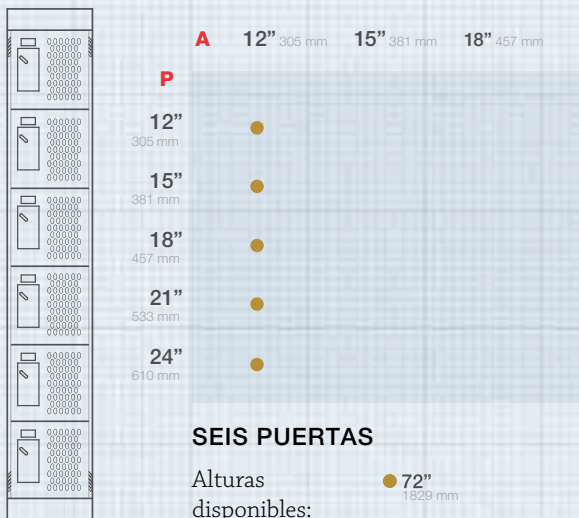 A 12” 305 mm 15” 381 mm 18” 457 mm
P
12”
305 mm
15”
381 mm
18”
457 mm
21”
533 mm
24”
610 mm
SEIS PUERTAS
Alturas
disponibles:
72”
1829 mm